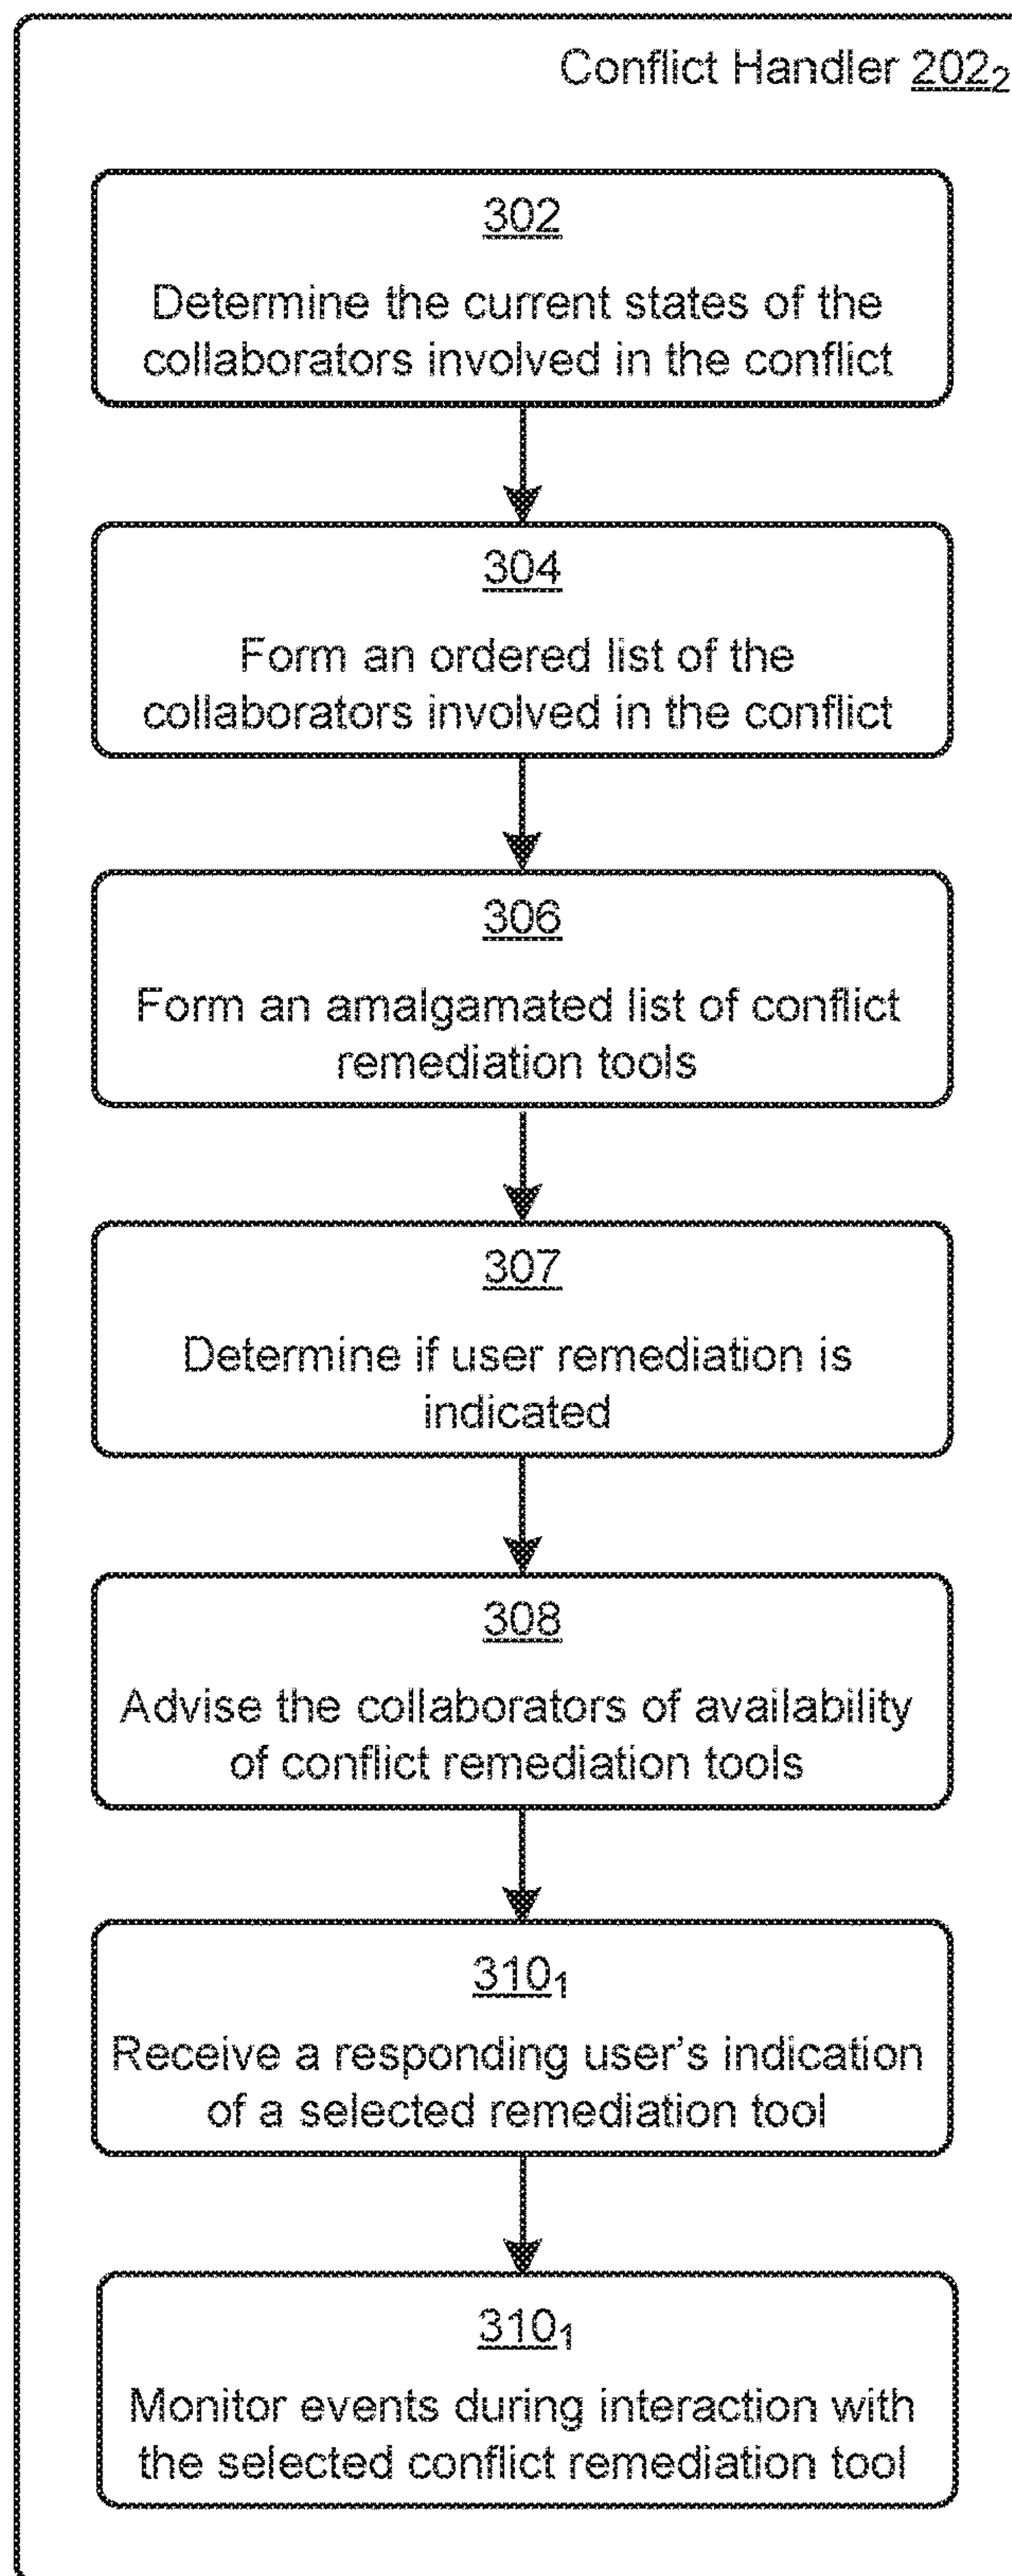 Conflict Handler 202₂
302
Determine the current states of the
collaborators involved in the conflict
304
Form an ordered list of the
collaborators involved in the conflict
306
Form an amalgamated list of conflict
remediation tools
307
Determine if user remediation is
indicated
308
Advise the collaborators of availability
of conflict remediation tools
310₁
Receive a responding user's indication
of a selected remediation tool
310₁
Monitor events during interaction with
the selected conflict remediation tool